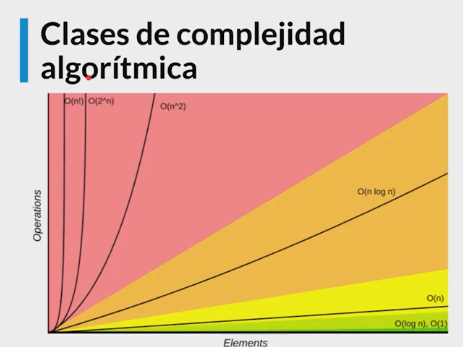 Clases de complejidad
algorítmica
O(n!) O(2^n)
O(n^2)
O(n log n)
O(n)
O(log n), O(1)
Operations
Elements